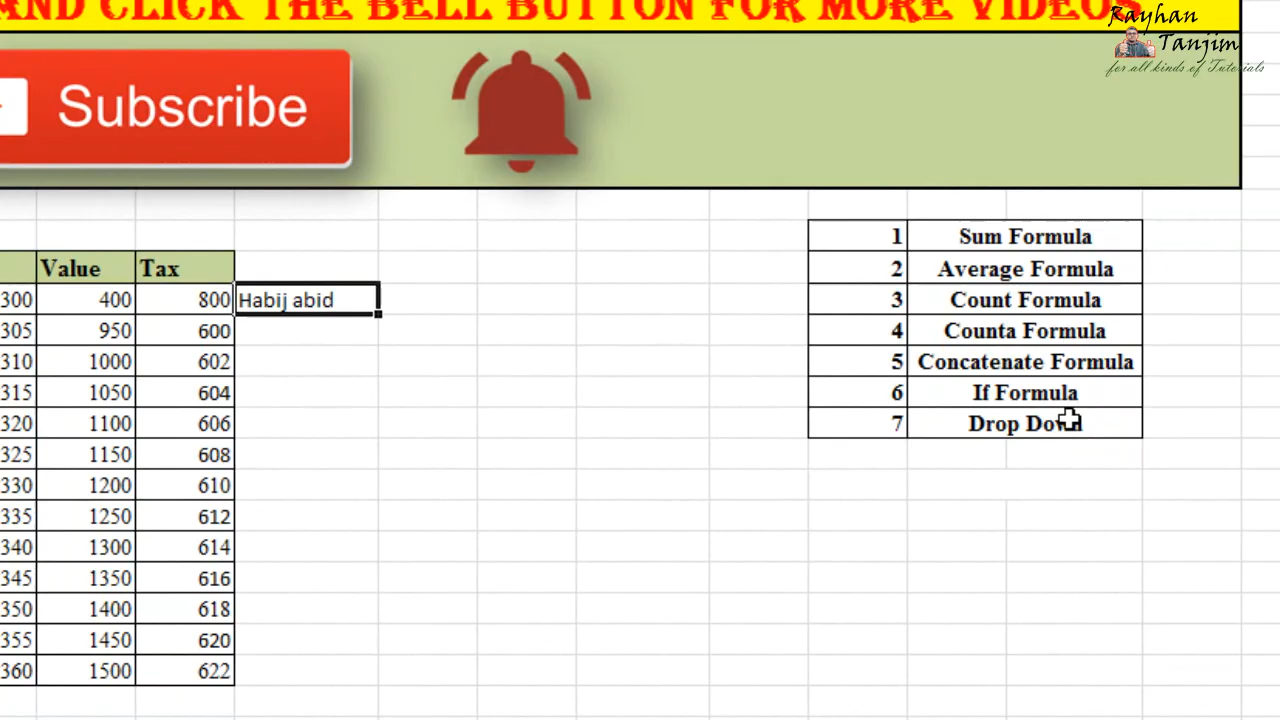 AND CLICK THE BELL BUTTON FOR MORE VIDEOS
Rayhan
Tanjim
for all kinds of Tutorials
Subscribe
1 Sum Formula
2 Average Formula
3 Count Formula
4 Counta Formula
5 Concatenate Formula
6 If Formula
7 Drop Down
Value Tax
300 400 800 Habij abid
305 950 600
310 1000 602
315 1050 604
320 1100 606
325 1150 608
330 1200 610
335 1250 612
340 1300 614
345 1350 616
350 1400 618
355 1450 620
360 1500 622